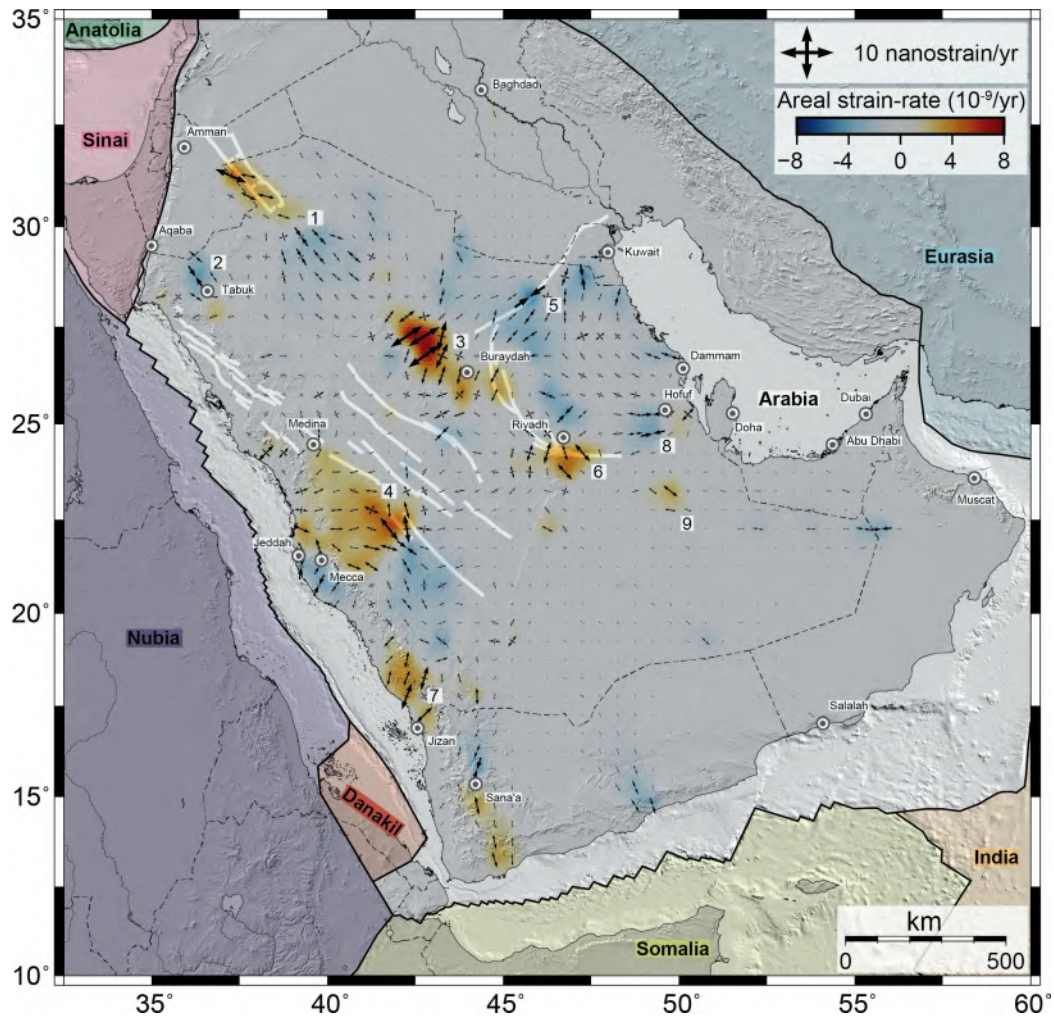 35°
Anatolia
10 nanostrain/yr
Baghdad
Areal strain-rate (10⁻⁹/yr)
−8 −4 0 4 8
Sinai
Amman
30°
Aqaba
1
Kuwait
Eurasia
2
Tabuk
5
3
Buraydah
Dammam
25°
Hofuf
Arabia
Dubai
Medina
Riyadh
Doha
8
Abu Dhabi
6
4
9
Muscat
Jeddah
Mecca
20°
Nubia
7
Salalah
Jizan
Sana'a
15°
Danakil
India
km
Somalia
0 500
10°
35° 40° 45° 50° 55° 60°